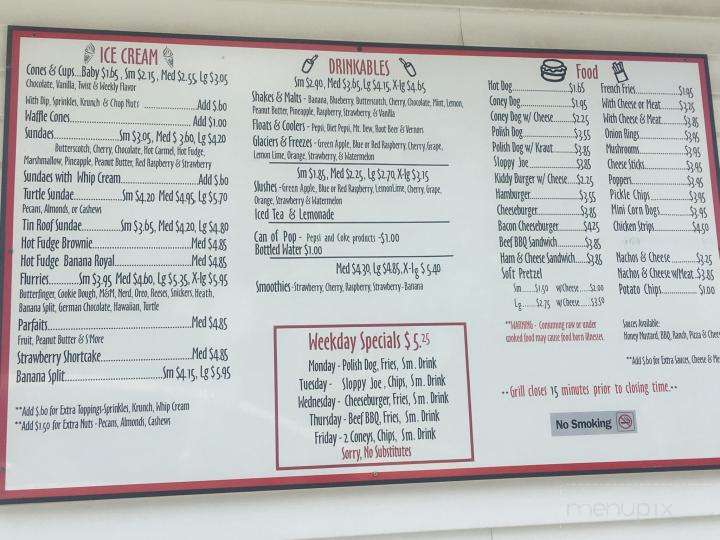 ICE CREAM
Cones & Cups...Baby $1.65, Sm $2.15, Med $2.55, Lg $3.05
Chocolate, Vanilla, Twist & Weekly Flavor
With Dip, Sprinkles, Krunch & Chop Nuts ........Add $.60
Waffle Cones........Add $1.00
Sundaes........Sm $3.05, Med $3.60, Lg $4.20
Butterscotch, Cherry, Chocolate, Hot Carmel, Hot Fudge,
Marshmallow, Pineapple, Peanut Butter, Red Raspberry & Strawberry
Sundaes with Whip Cream........Add $.60
Turtle Sundae........Sm $4.20 Med $4.95, Lg $5.70
Pecans, Almonds, or Cashews
Tin Roof Sundae........Sm $3.65, Med $4.20, Lg $4.80
Hot Fudge Brownie........Med $4.85
Hot Fudge Banana Royal........Med $4.85
Flurries........Sm $3.95 Med $4.60, Lg $5.35, X-lg $5.95
Butterfinger, Cookie Dough, M&M, Nerd, Oreo, Reeses, Snickers, Heath,
Banana Split, German Chocolate, Hawaiian, Turtle
Parfaits........Med $4.85
Fruit, Peanut Butter & S'More
Strawberry Shortcake........Med $4.85
Banana Split........Sm $4.15, Lg $5.95
**Add $.60 for Extra Toppings-Sprinkles, Krunch, Whip Cream
**Add $1.50 for Extra Nuts - Pecans, Almonds, Cashews
DRINKABLES
Sm $2.90, Med $3.65, Lg $4.15, X-lg $4.65
Shakes & Malts - Banana, Blueberry, Butterscotch, Cherry, Chocolate, Mint, Lemon,
Peanut Butter, Pineapple, Raspberry, Strawberry, & Vanilla
Floats & Coolers - Pepsi, Diet Pepsi, Mt. Dew, Root Beer & Vernors
Glaciers & Freezes - Green Apple, Blue or Red Raspberry, Cherry, Grape,
Lemon Lime, Orange, Strawberry, & Watermelon
Sm $1.85, Med $2.25, Lg $2.70, X-lg $3.15
Slushes - Green Apple, Blue or Red Raspberry, LemonLime, Cherry, Grape,
Orange, Strawberry & Watermelon
Iced Tea & Lemonade
Can of Pop - Pepsi and Coke products -$1.00
Bottled Water $1.00
Med $4.30, Lg $4.85, X-lg $5.40
Smoothies - Strawberry, Cherry, Raspberry, Strawberry - Banana
Weekday Specials $5.25
Monday - Polish Dog, Fries, Sm. Drink
Tuesday - Sloppy Joe, Chips, Sm. Drink
Wednesday - Cheeseburger, Fries, Sm. Drink
Thursday - Beef BBQ, Fries, Sm. Drink
Friday - 2 Coneys, Chips, Sm. Drink
Sorry, No Substitutes
Food
Hot Dog........$1.65
Coney Dog........$1.95
Coney Dog w/ Cheese........$2.25
Polish Dog........$3.55
Polish Dog w/ Kraut........$3.85
Sloppy Joe........$3.85
Kiddy Burger w/ Cheese........$2.25
Hamburger........$3.55
Cheeseburger........$3.85
Bacon Cheeseburger........$4.25
Beef BBQ Sandwich........$3.85
Ham & Cheese Sandwich........$3.85
Soft Pretzel
Sm......$1.50 w/Cheese......$2.00
Lg......$2.75 w/Cheese......$3.50
**WARNING - Consuming raw or under
cooked food may cause food born illnesses.
French Fries........$1.95
With Cheese or Meat........$3.25
With Cheese & Meat........$3.85
Onion Rings........$3.95
Mushrooms........$3.95
Cheese Sticks........$3.95
Poppers........$3.95
Pickle Chips........$3.95
Mini Corn Dogs........$3.95
Chicken Strips........$4.50
Nachos & Cheese........$3.25
Nachos & Cheese w/Meat.$3.85
Potato Chips........$1.00
Sauces Available:
Honey Mustard, BBQ, Ranch, Pizza & Chee
**Add $.60 for Extra Sauces, Cheese & Me
**Grill closes 15 minutes prior to closing time.**
No Smoking
menupix